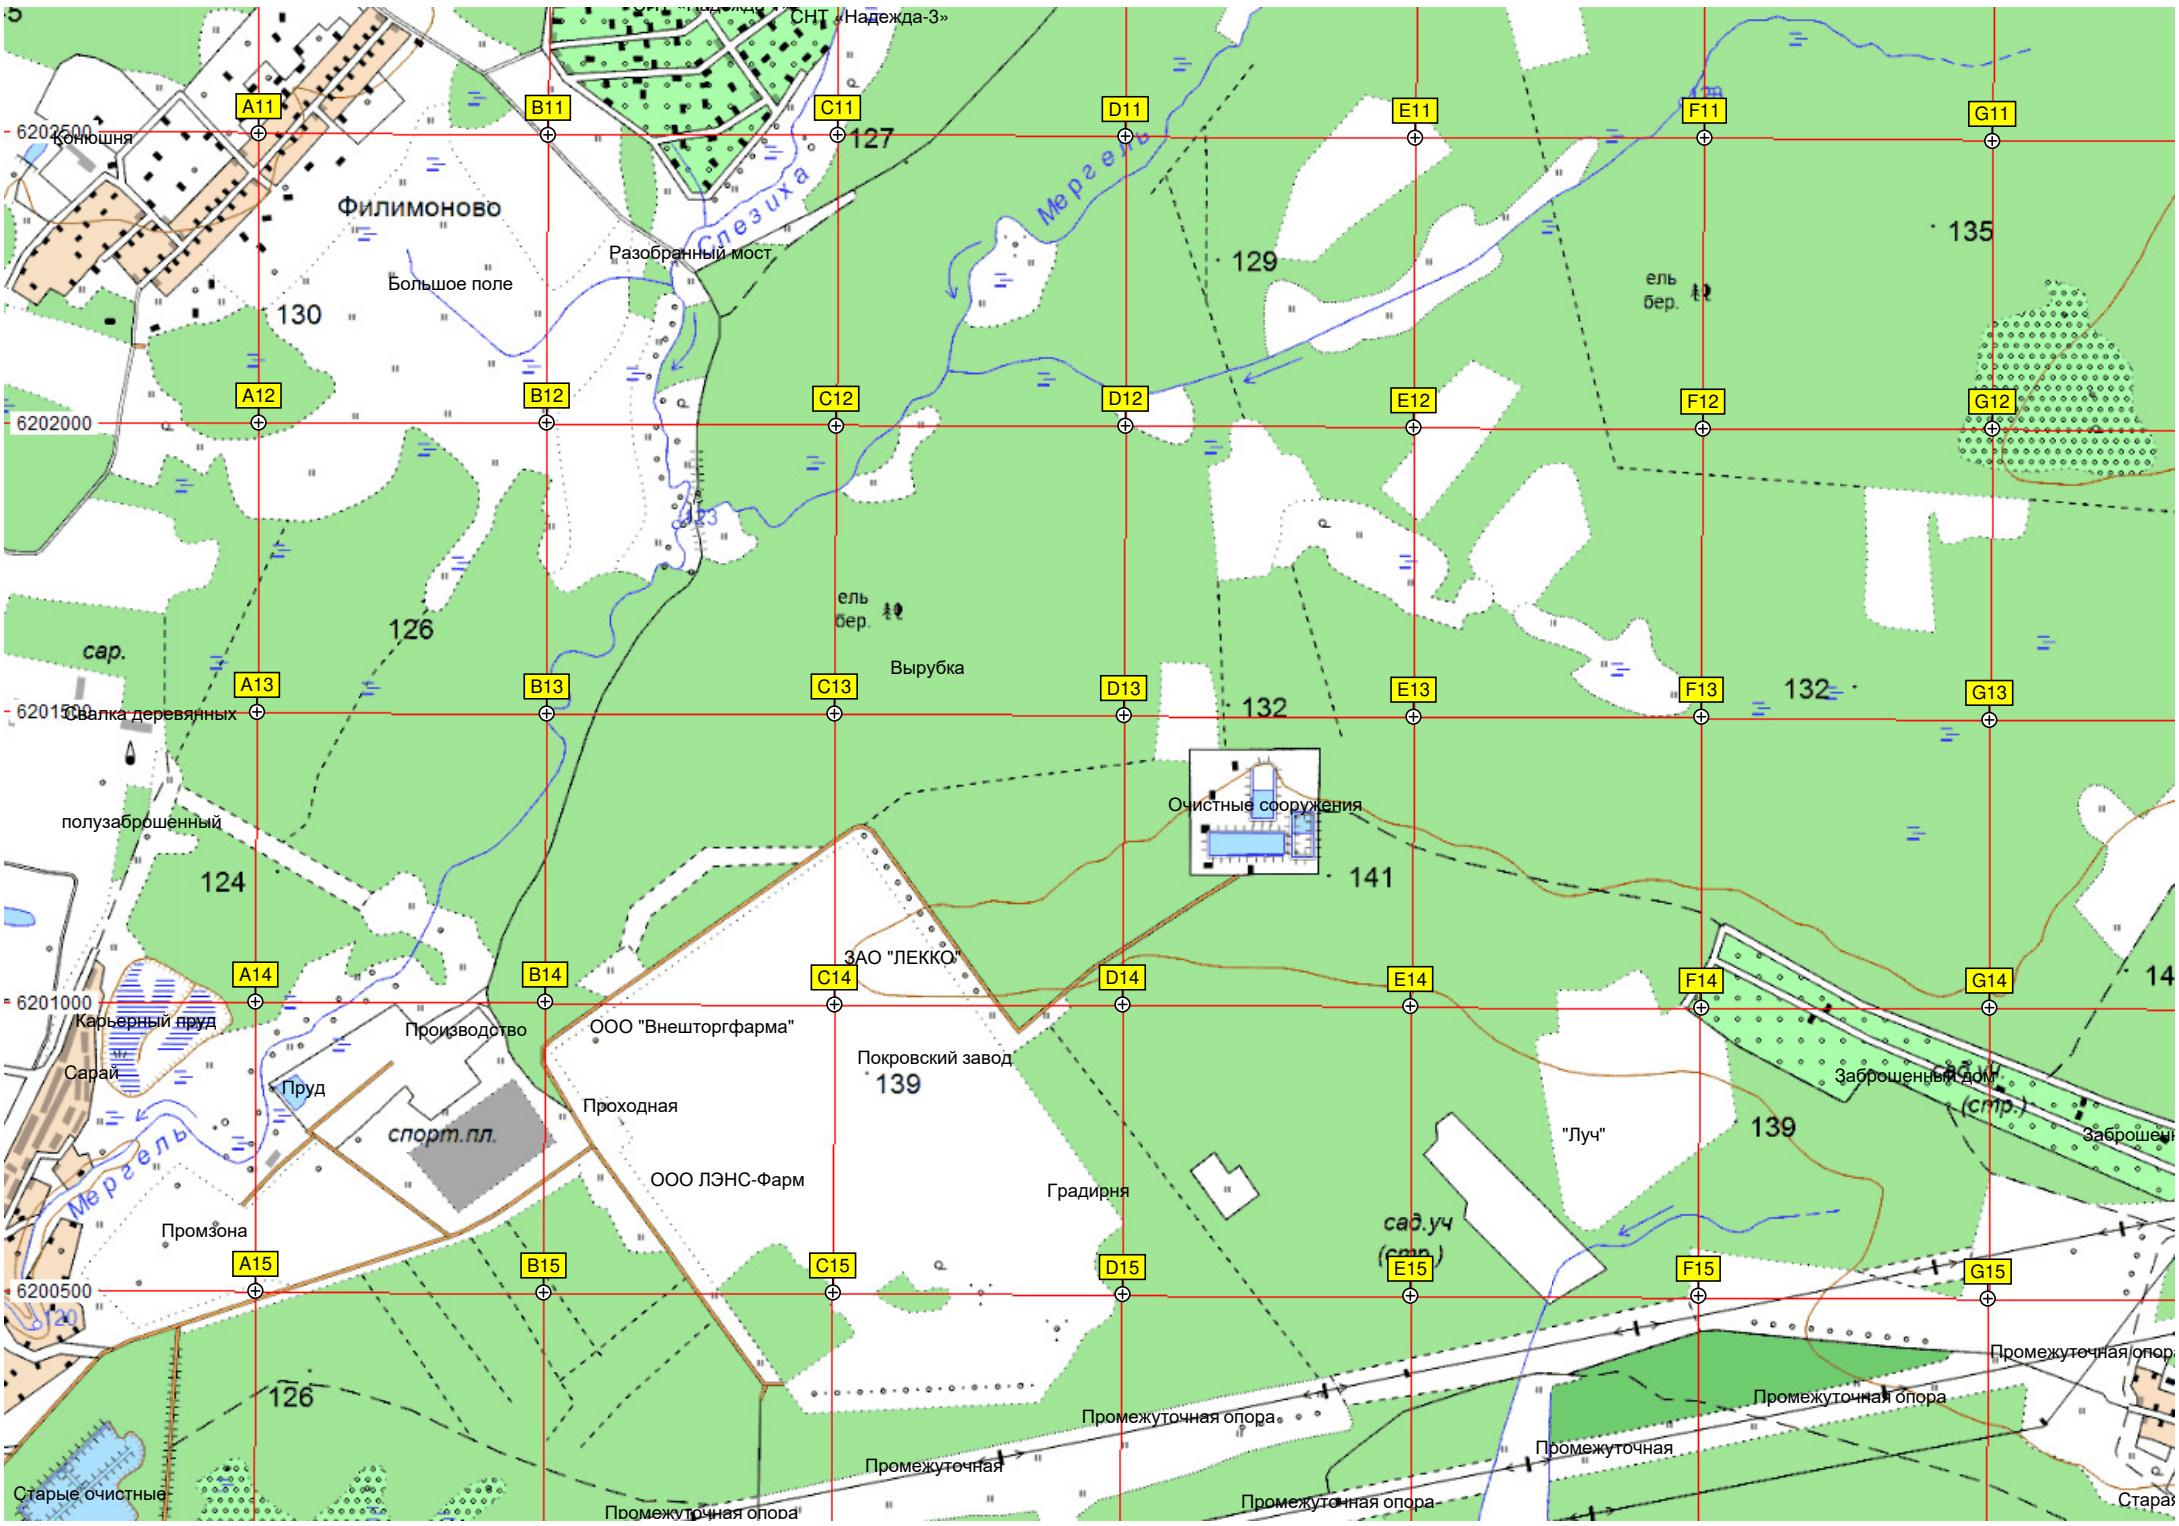 5
СНТ «Надежда-3»
A11
B11
C11
D11
E11
F11
G11
6202500
Конюшня
127
Мергель
Слезиха
Филимоново
135
Разобранный мост
129
ель
бер.
Большое поле
130
A12
B12
C12
D12
E12
F12
G12
6202000
123
ель
бер.
126
сар.
Вырубка
A13
B13
C13
D13
E13
F13
G13
132
132
Свалка деревянных
Очистные сооружения
полузаброшенный
124
141
ЗАО "ЛЕККО"
A14
B14
C14
D14
E14
F14
G14
14
6201000
Карьерный пруд
Производство
ООО "Внешторгфарма"
Покровский завод
139
Сарай
Пруд
Заброшенный дом
(стр.)
Проходная
спорт.пл.
"Луч"
139
Мергель
ООО ЛЭНС-Фарм
Градирня
сад.уч
(стр.)
Промзона
A15
B15
C15
D15
E15
F15
G15
6200500
120
Промежуточная опора
126
Промежуточная опора
Промежуточная опора
Промежуточная
Промежуточная
Старые очистные
Промежуточная опора
Промежуточная опора